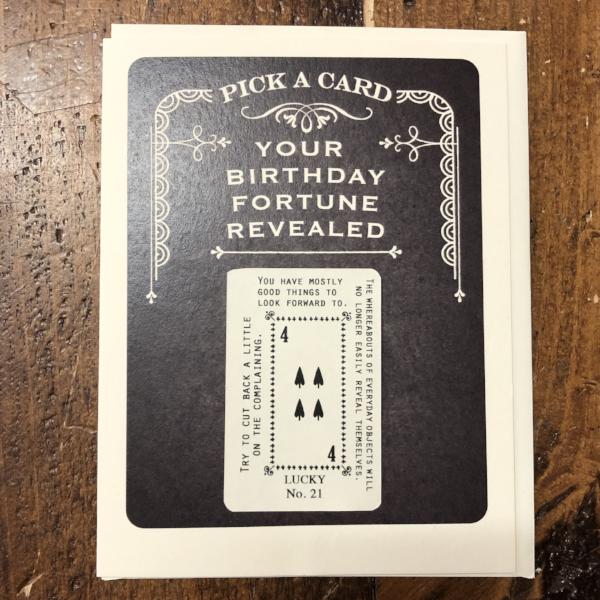 PICK A CARD
YOUR
BIRTHDAY
FORTUNE
REVEALED
YOU HAVE MOSTLY
GOOD THINGS TO
LOOK FORWARD TO.
THE WHEREABOUTS OF EVERYDAY OBJECTS WILL
NO LONGER EASILY REVEAL THEMSELVES.
TRY TO CUT BACK A LITTLE
ON THE COMPLAINING.
4
4
LUCKY
No. 21